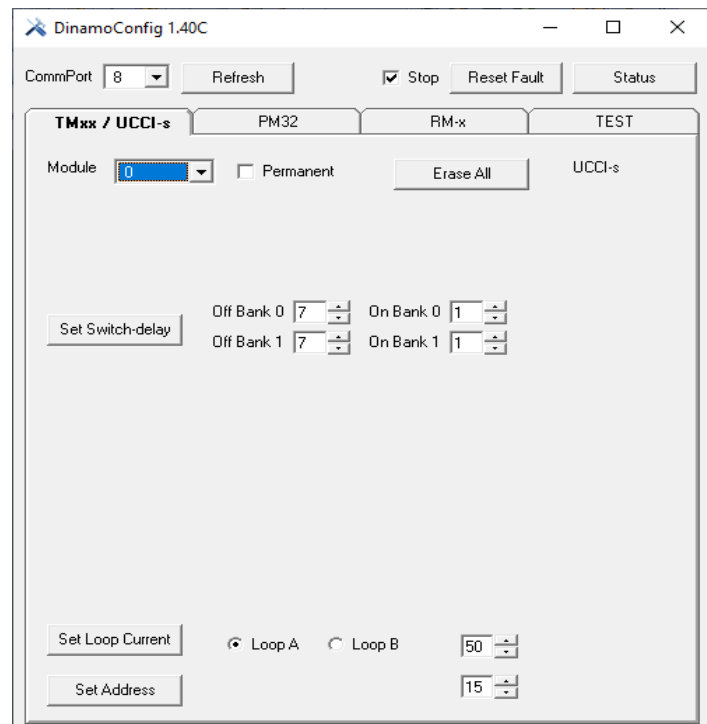 DinamoConfig 1.40C
CommPort 8 Refresh Stop Reset Fault Status
TMxx / UCCI-s PM32 RM-x TEST
Module 0 Permanent Erase All UCCI-s
Off Bank 0 7 On Bank 0 1
Set Switch-delay
Off Bank 1 7 On Bank 1 1
Set Loop Current Loop A Loop B 50
Set Address 15